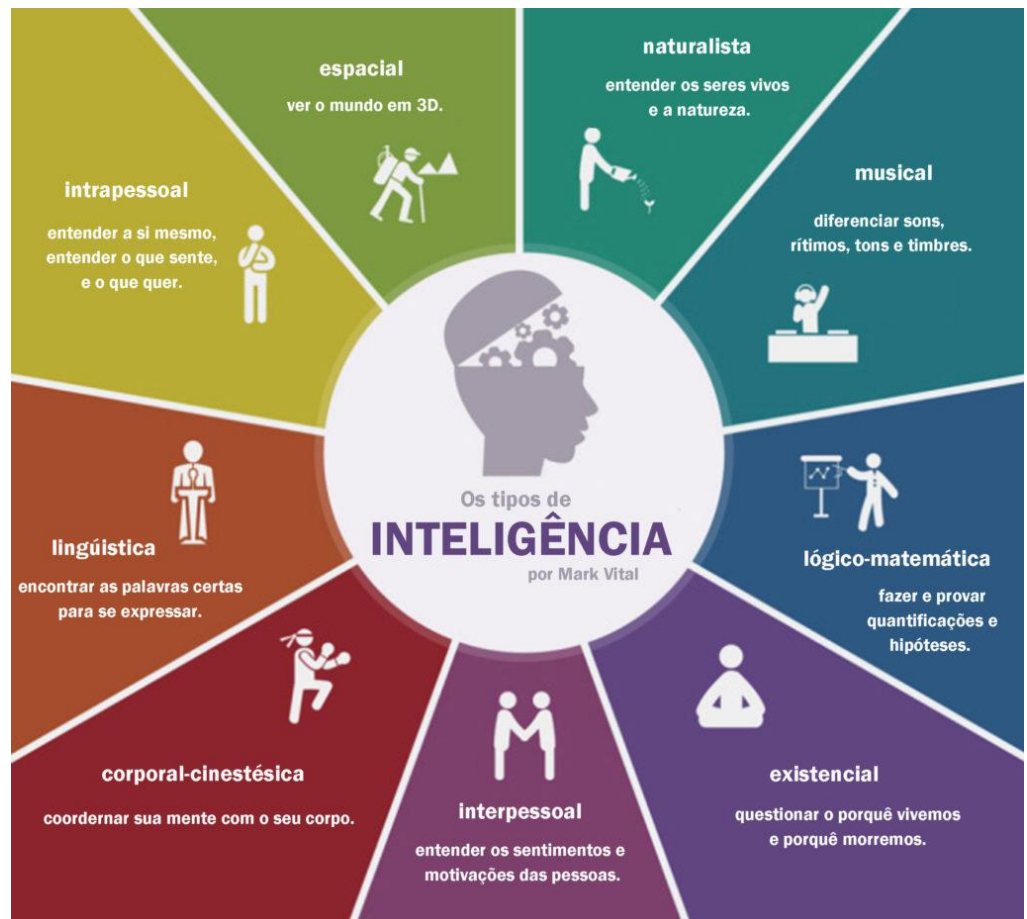 espacial
ver o mundo em 3D.
naturalista
entender os seres vivos
e a natureza.
musical
diferenciar sons,
rítimos, tons e timbres.
intrapessoal
entender a si mesmo,
entender o que sente,
e o que quer.
Os tipos de
INTELIGÊNCIA
por Mark Vital
lingúistica
encontrar as palavras certas
para se expressar.
lógico-matemática
fazer e provar
quantificações e
hipóteses.
corporal-cinestésica
coordernar sua mente com o seu corpo.
interpessoal
entender os sentimentos e
motivações das pessoas.
existencial
questionar o porquê vivemos
e porquê morremos.